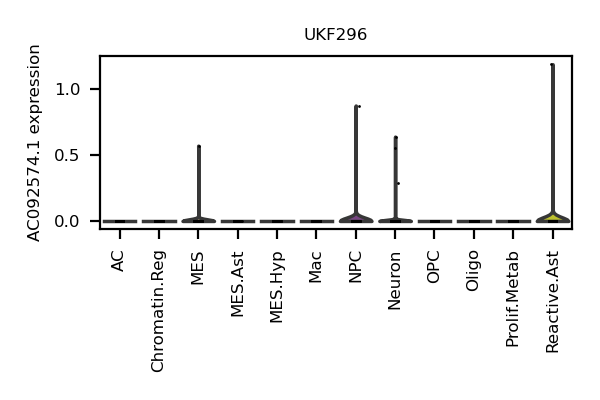 UKF296
AC092574.1 expression
1.0
0.5
0.0
AC
Chromatin.Reg
MES
MES.Ast
MES.Hyp
Mac
NPC
Neuron
OPC
Oligo
Prolif.Metab
Reactive.Ast